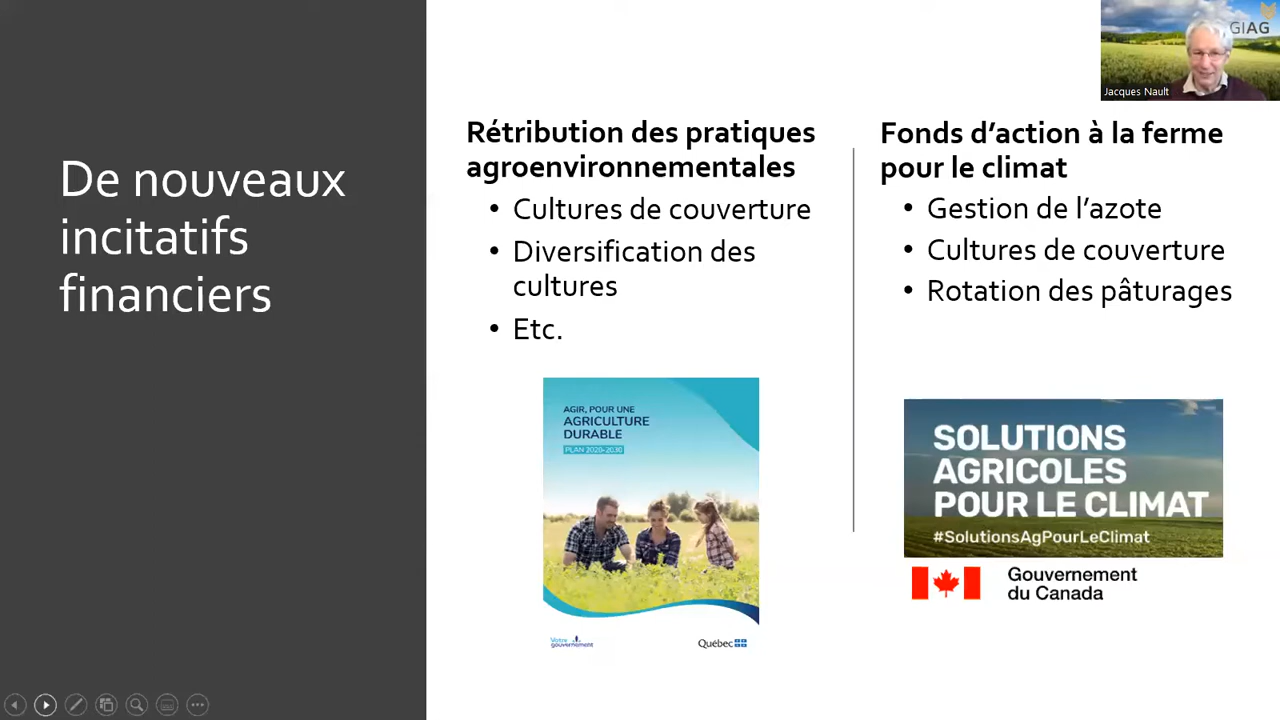 GIAG
Jacques Nault
De nouveaux
incitatifs
financiers
Rétribution des pratiques
agroenvironnementales
• Cultures de couverture
• Diversification des
cultures
• Etc.
AGIR, POUR UNE
AGRICULTURE
DURABLE
PLAN 2020-2030
Votre
gouvernement
Québec
Fonds d’action à la ferme
pour le climat
• Gestion de l’azote
• Cultures de couverture
• Rotation des pâturages
SOLUTIONS
AGRICOLES
POUR LE CLIMAT
#SolutionsAgPourLeClimat
Gouvernement
du Canada